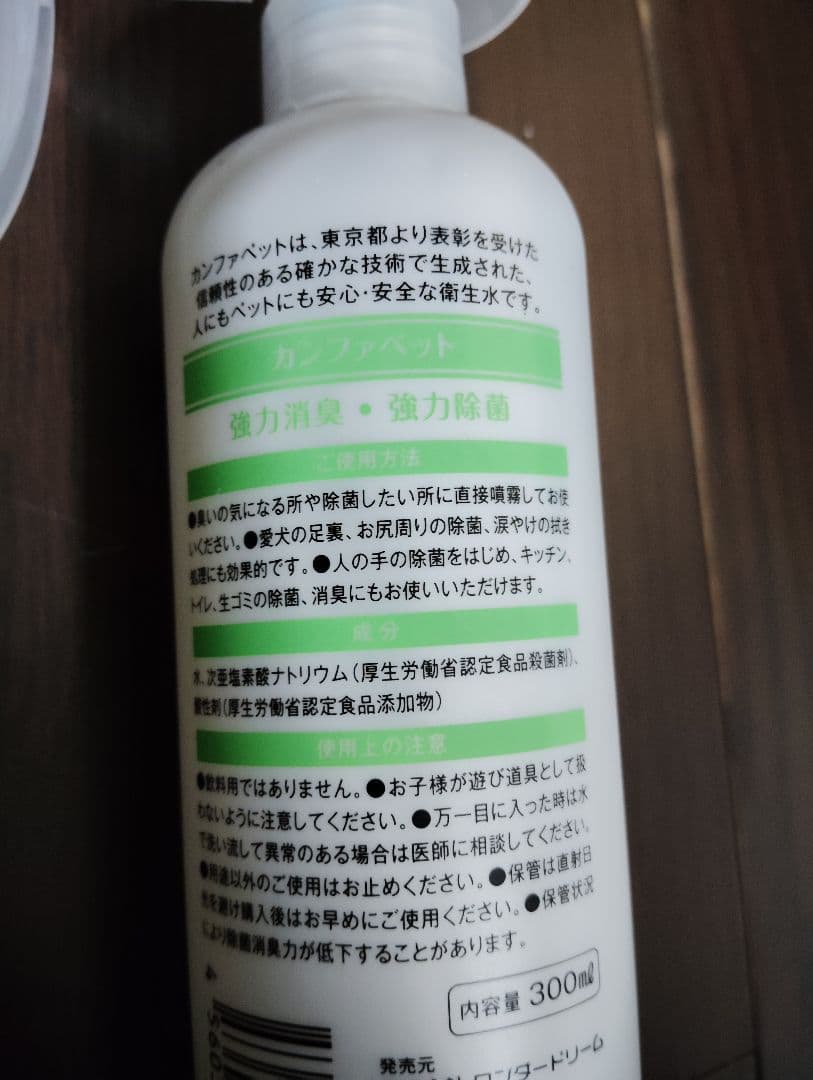 カンファペットは、東京都より表彰を受けた
信頼性のある確かな技術で生成された、
人にもペットにも安心・安全な衛生水です。
カンファペット
強力消臭・強力除菌
ご使用方法
●臭いの気になる所や除菌したい所に直接噴霧してお使
いください。●愛犬の足裏、お尻周りの除菌、涙やけの拭き
処理にも効果的です。●人の手の除菌をはじめ、キッチン、
トイレ、生ゴミの除菌、消臭にもお使いいただけます。
成分
水、次亜塩素酸ナトリウム(厚生労働省認定食品殺菌剤)、
酸性剤(厚生労働省認定食品添加物)
使用上の注意
●飲料用ではありません。●お子様が遊び道具として扱
わないように注意してください。●万一目に入った時は水
で洗い流して異常のある場合は医師に相談してください。
●用途以外のご使用はお止めください。●保管は直射日
光を避け購入後はお早めにご使用ください。●保管状況
により除菌消臭力が低下することがあります。
内容量 300ml
発売元
ワンダードリーム
4 560